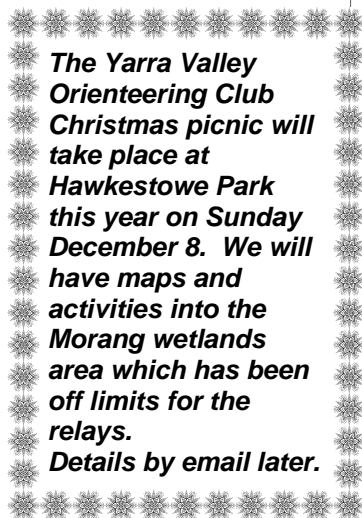 The Yarra Valley
Orienteering Club
Christmas picnic will
take place at
Hawkestowe Park
this year on Sunday
December 8.  We will
have maps and
activities into the
Morang wetlands
area which has been
off limits for the
relays.
Details by email later.